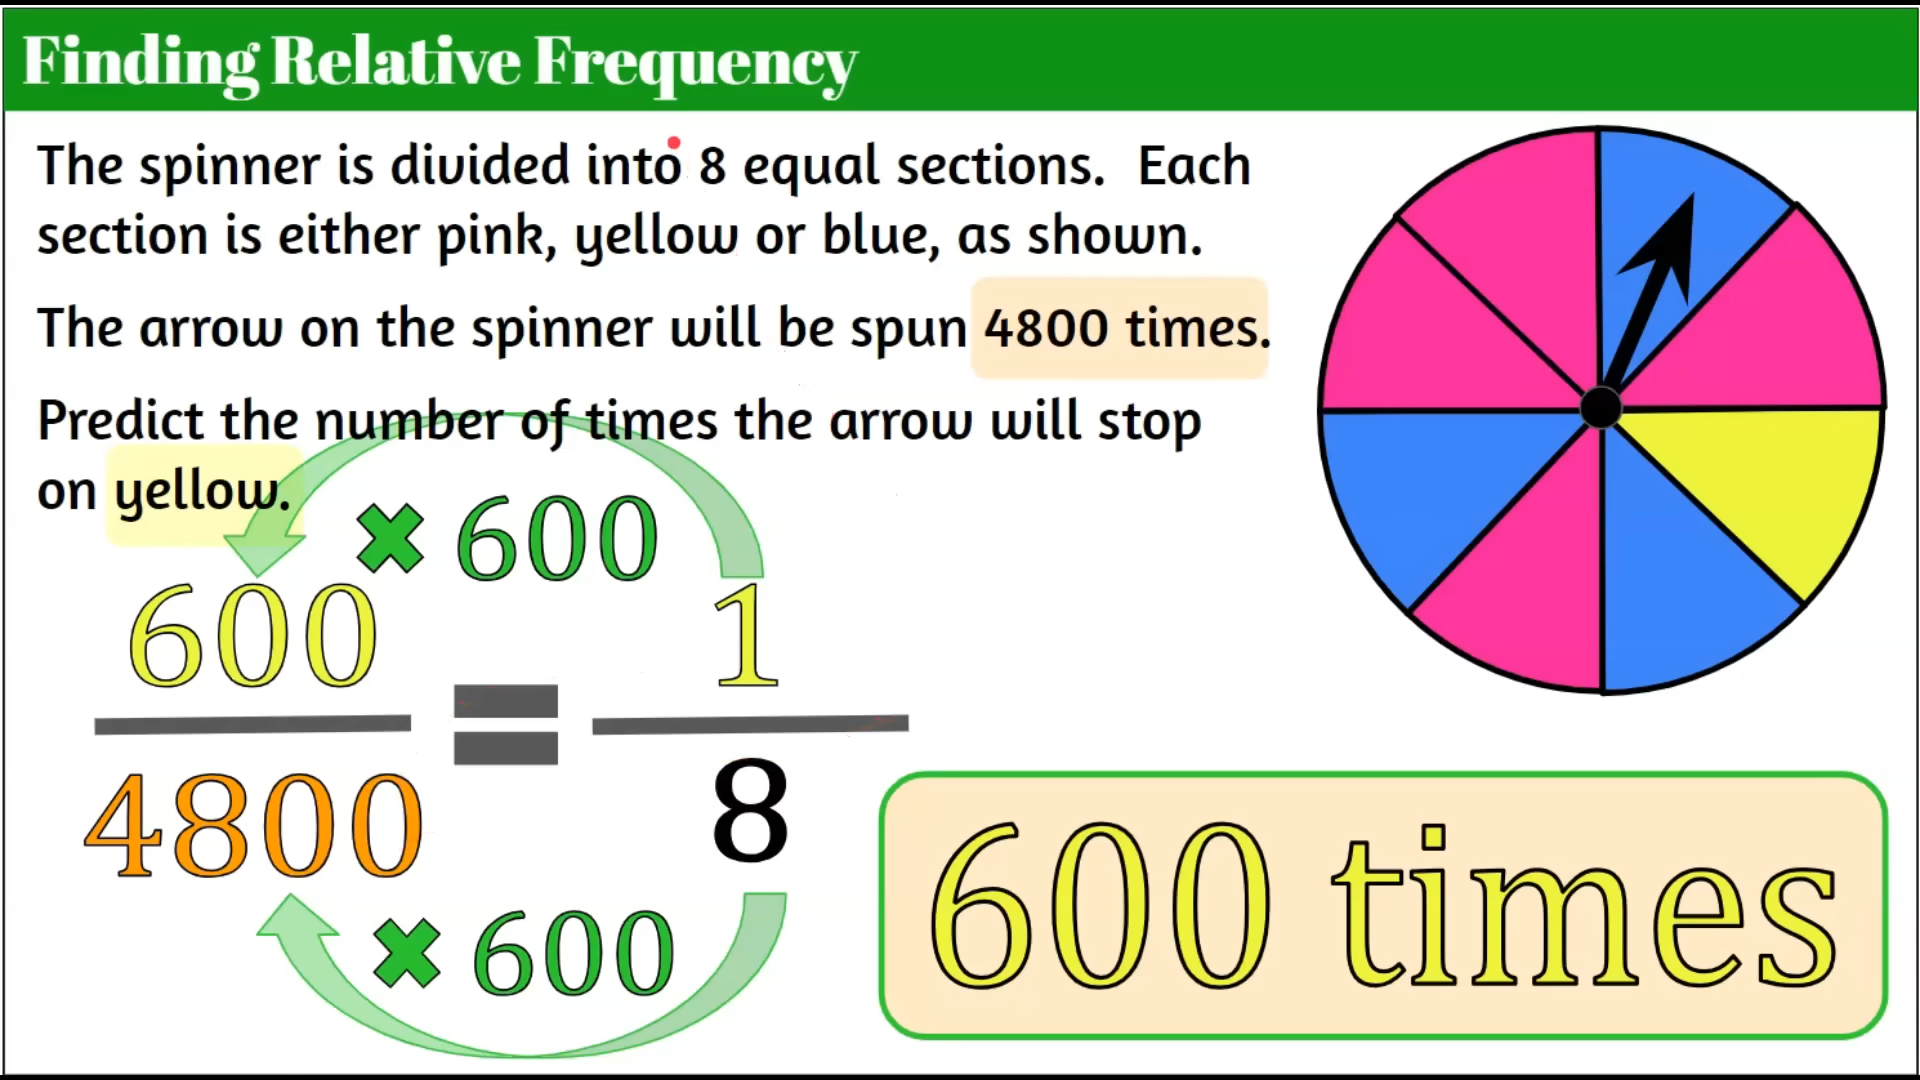 Finding Relative Frequency
The spinner is divided into 8 equal sections. Each
section is either pink, yellow or blue, as shown.
The arrow on the spinner will be spun 4800 times.
Predict the number of times the arrow will stop
on yellow.
× 600
600 = 1
4800 8
× 600
600 times